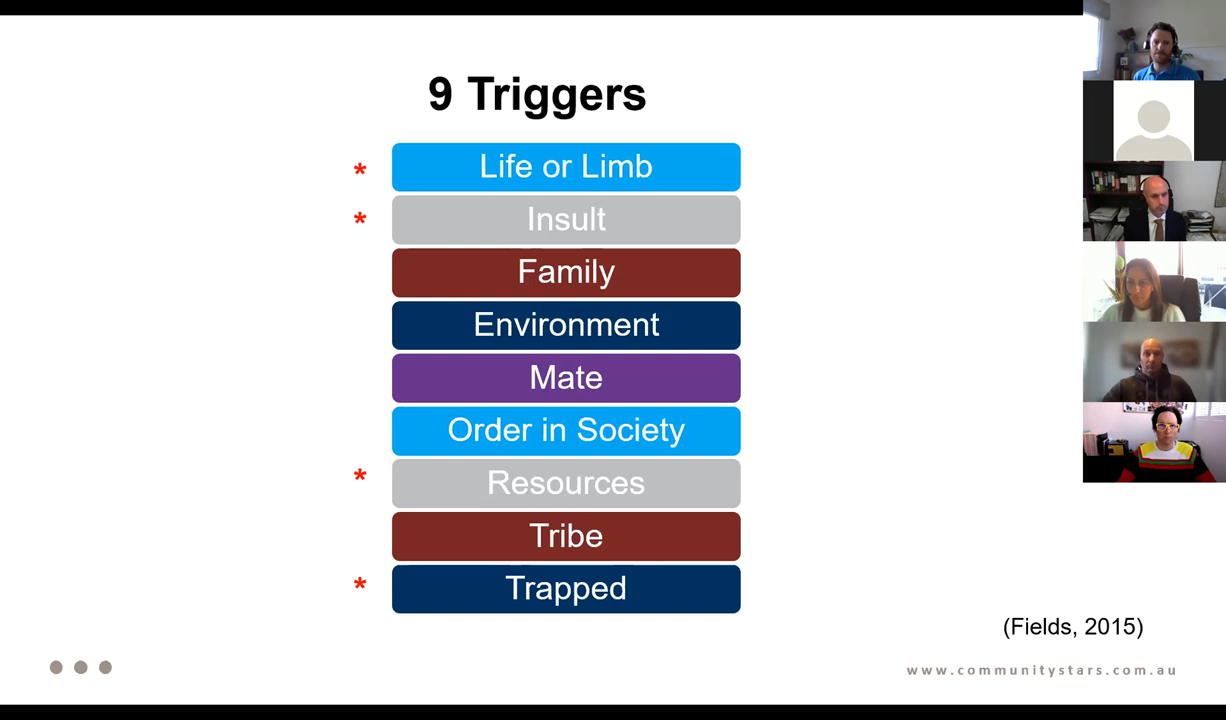 9 Triggers
* Life or Limb
* Insult
Family
Environment
Mate
Order in Society
* Resources
Tribe
* Trapped
(Fields, 2015)
www.communitystars.com.au